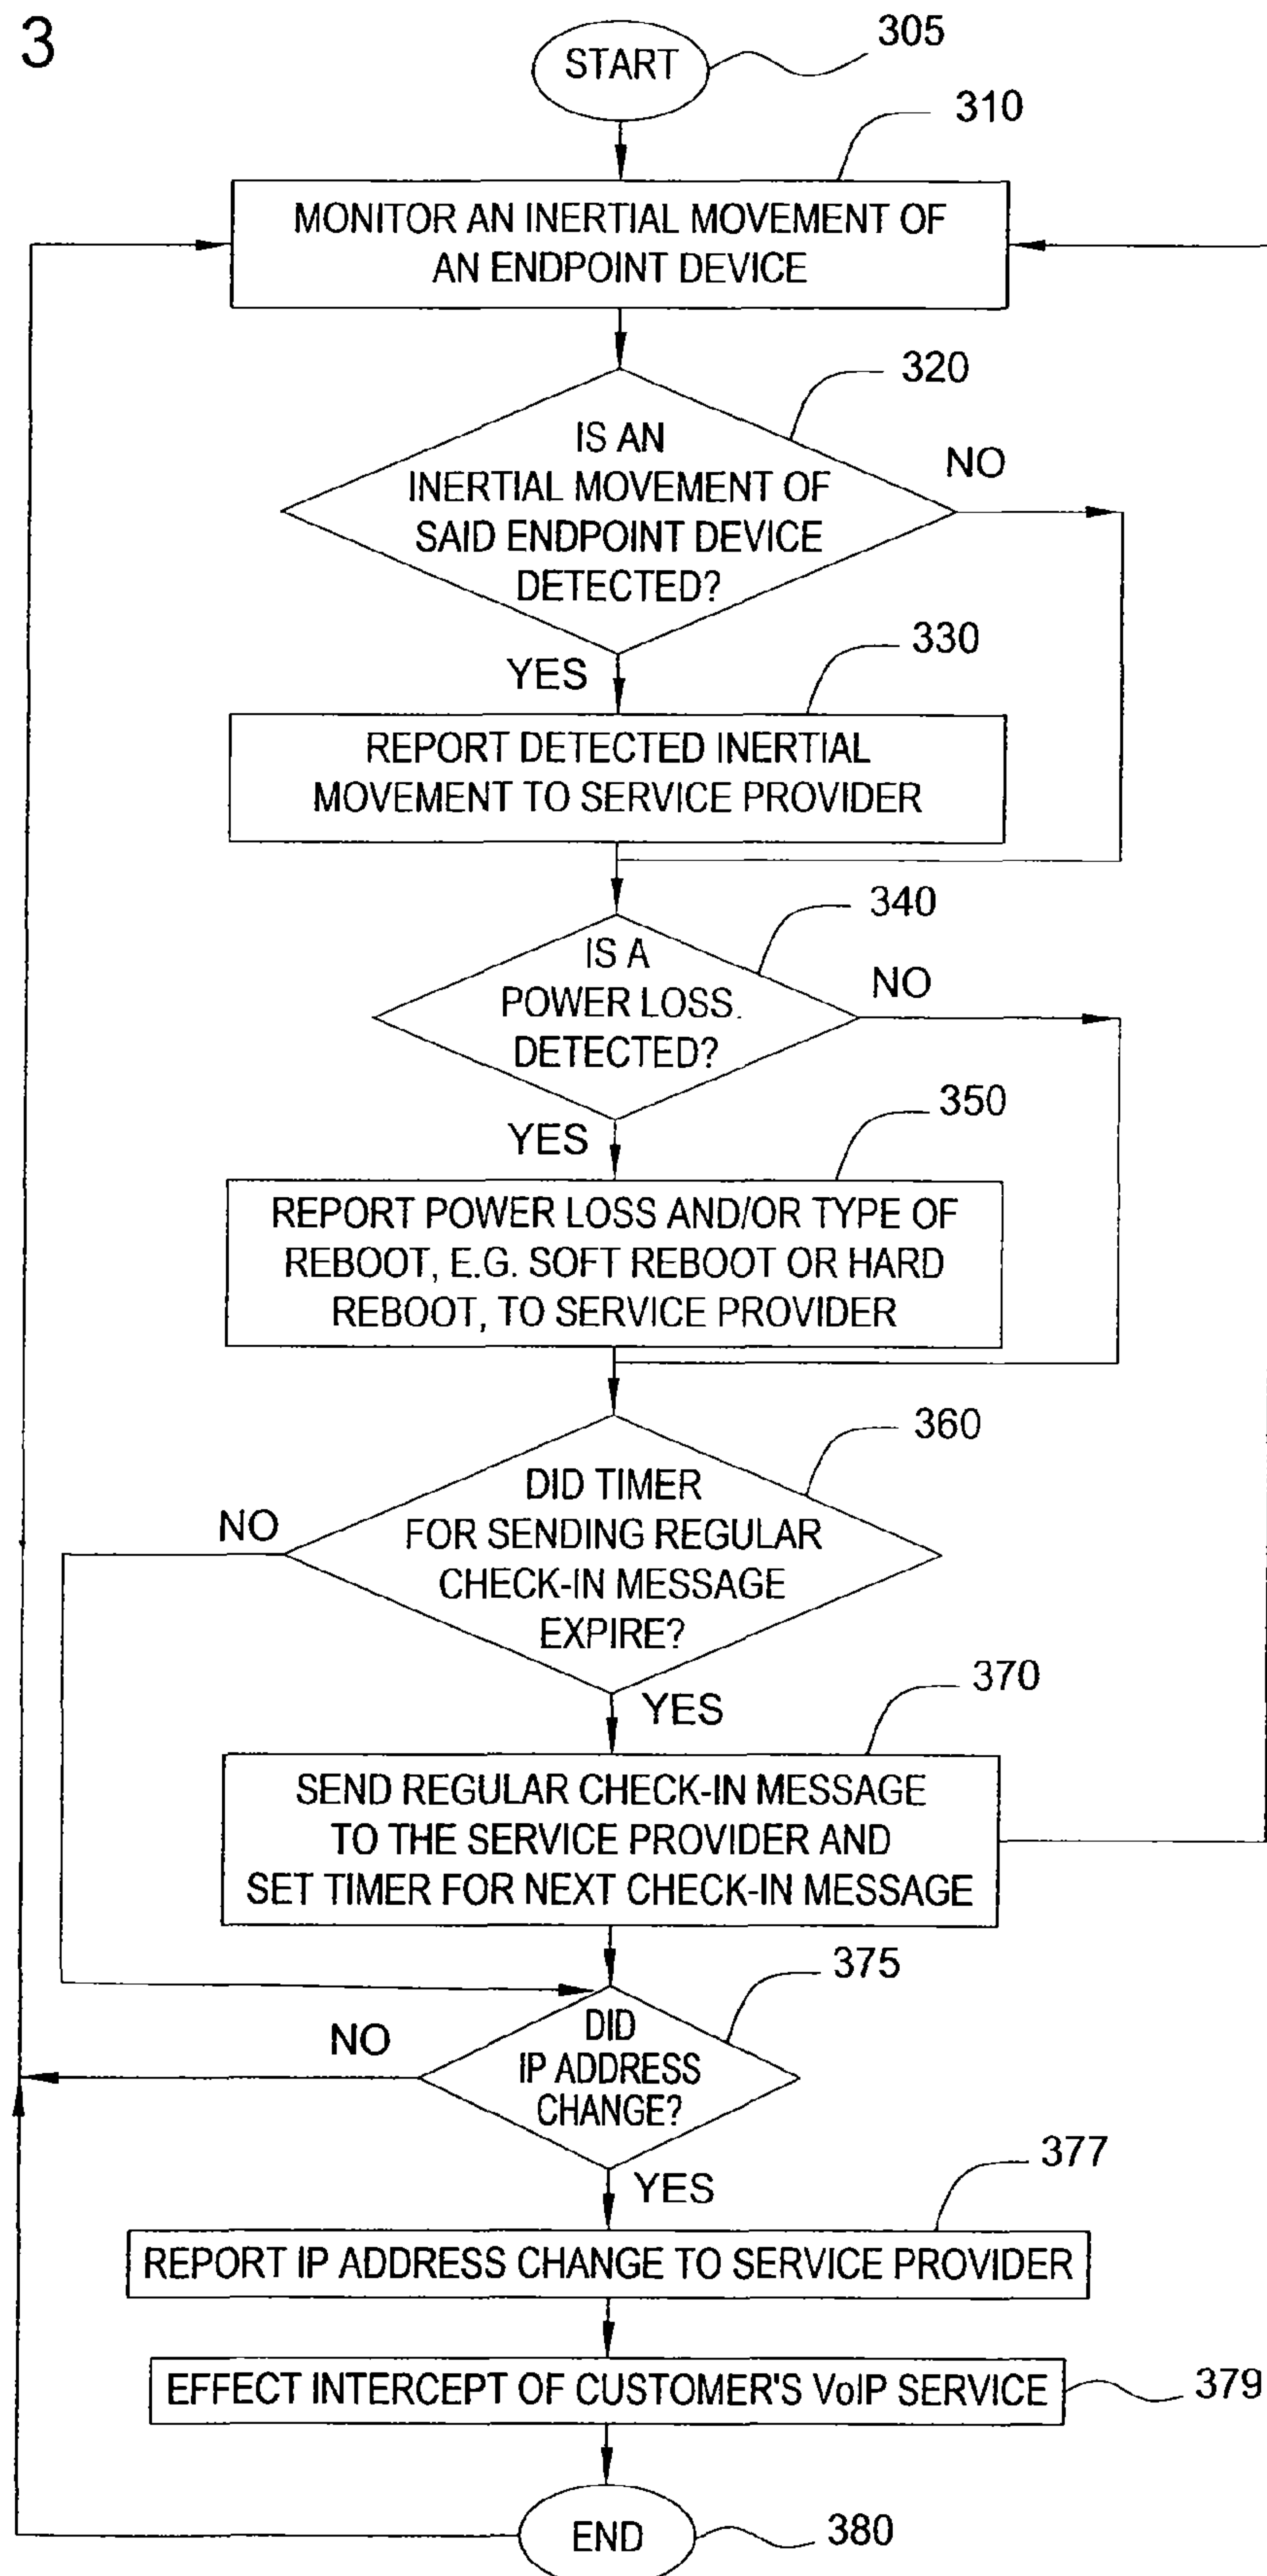 3
START
305
310
MONITOR AN INERTIAL MOVEMENT OF
AN ENDPOINT DEVICE
320
IS AN
INERTIAL MOVEMENT OF
SAID ENDPOINT DEVICE
DETECTED?
NO
YES
330
REPORT DETECTED INERTIAL
MOVEMENT TO SERVICE PROVIDER
340
IS A
POWER LOSS.
DETECTED?
NO
YES
350
REPORT POWER LOSS AND/OR TYPE OF
REBOOT, E.G. SOFT REBOOT OR HARD
REBOOT, TO SERVICE PROVIDER
360
DID TIMER
FOR SENDING REGULAR
CHECK-IN MESSAGE
EXPIRE?
NO
YES
370
SEND REGULAR CHECK-IN MESSAGE
TO THE SERVICE PROVIDER AND
SET TIMER FOR NEXT CHECK-IN MESSAGE
375
DID
IP ADDRESS
CHANGE?
NO
YES
377
REPORT IP ADDRESS CHANGE TO SERVICE PROVIDER
EFFECT INTERCEPT OF CUSTOMER'S VoIP SERVICE
379
END
380